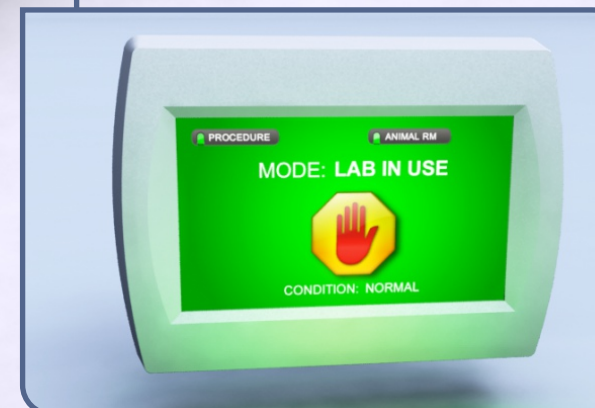 PROCEDURE ANIMAL RM
MODE: LAB IN USE
CONDITION: NORMAL